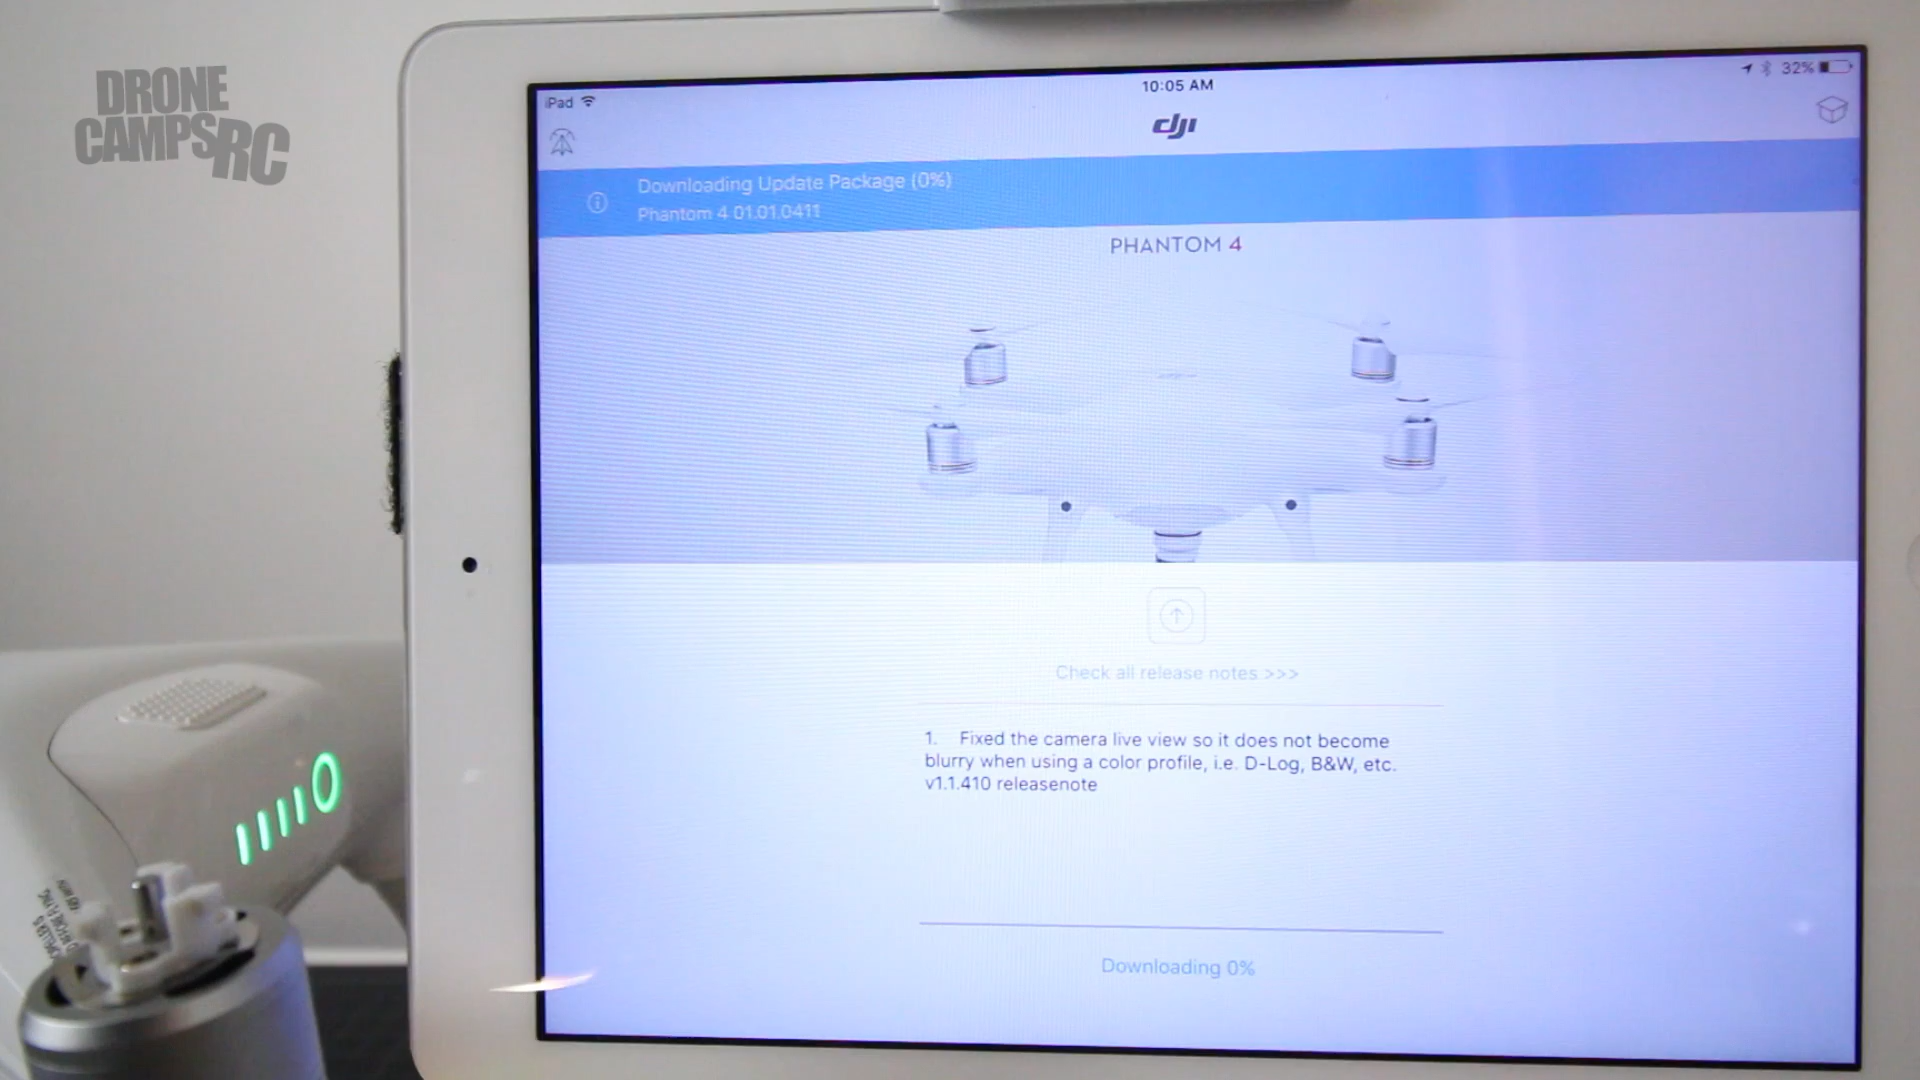 DRONE
CAMPSRC
iPad
10:05 AM
32%
dji
Downloading Update Package (0%)
Phantom 4 01.01.0411
PHANTOM 4
Check all release notes >>>
1. Fixed the camera live view so it does not become
blurry when using a color profile, i.e. D-Log, B&W, etc.
v1.1.410 releasenote
Downloading 0%